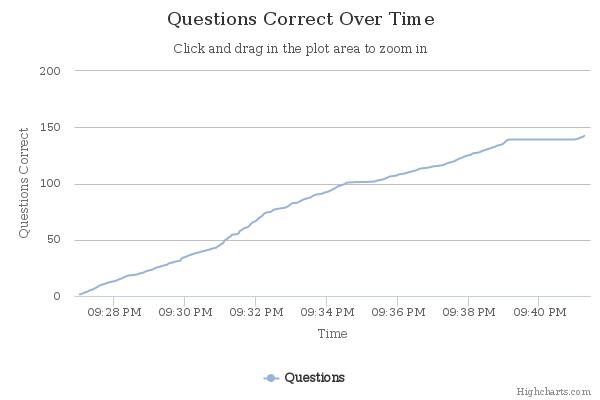 Questions Correct Over Time
Click and drag in the plot area to zoom in
Questions Correct
200
150
100
50
0
09:28 PM 09:30 PM 09:32 PM 09:34 PM 09:36 PM 09:38 PM 09:40 PM
Time
Questions
Highcharts.com